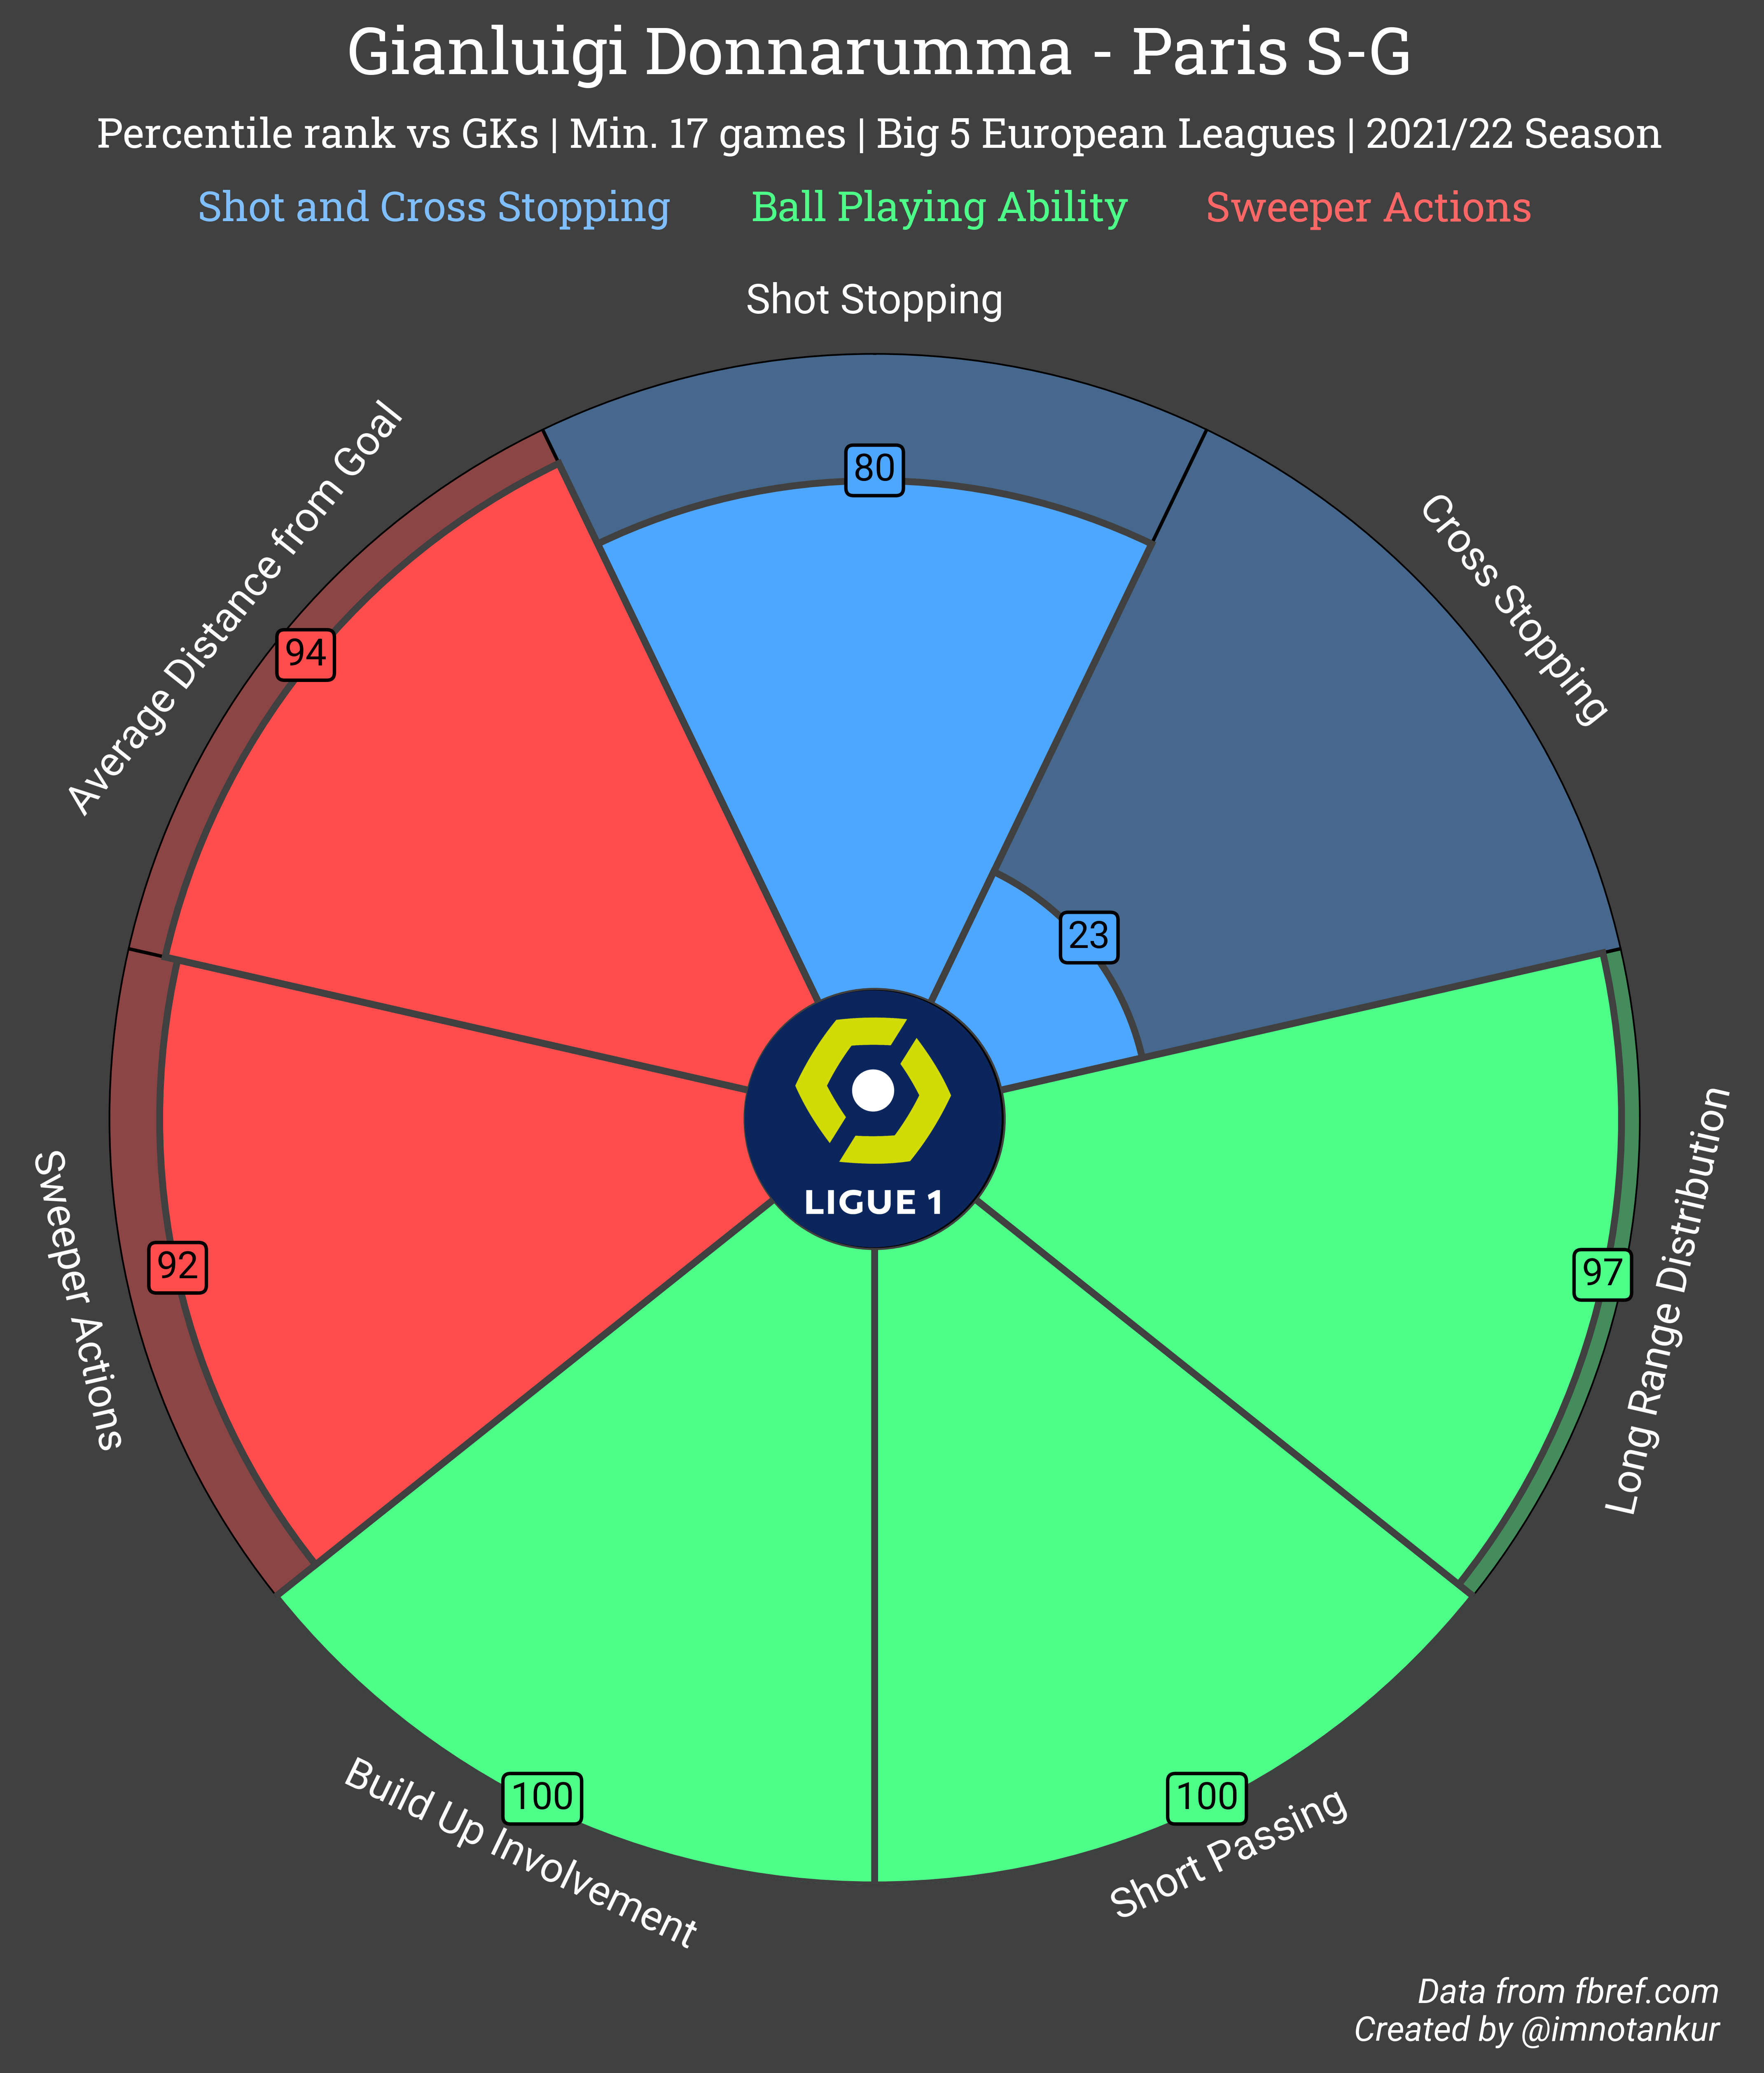 Gianluigi Donnarumma - Paris S-G
Percentile rank vs GKs | Min. 17 games | Big 5 European Leagues | 2021/22 Season
Shot and Cross Stopping Ball Playing Ability Sweeper Actions
Shot Stopping
80
Cross Stopping
23
Average Distance from Goal
94
LIGUE 1
Long Range Distribution
97
Sweeper Actions
92
Build Up Involvement
100
Short Passing
100
Data from fbref.com
Created by @imnotankur